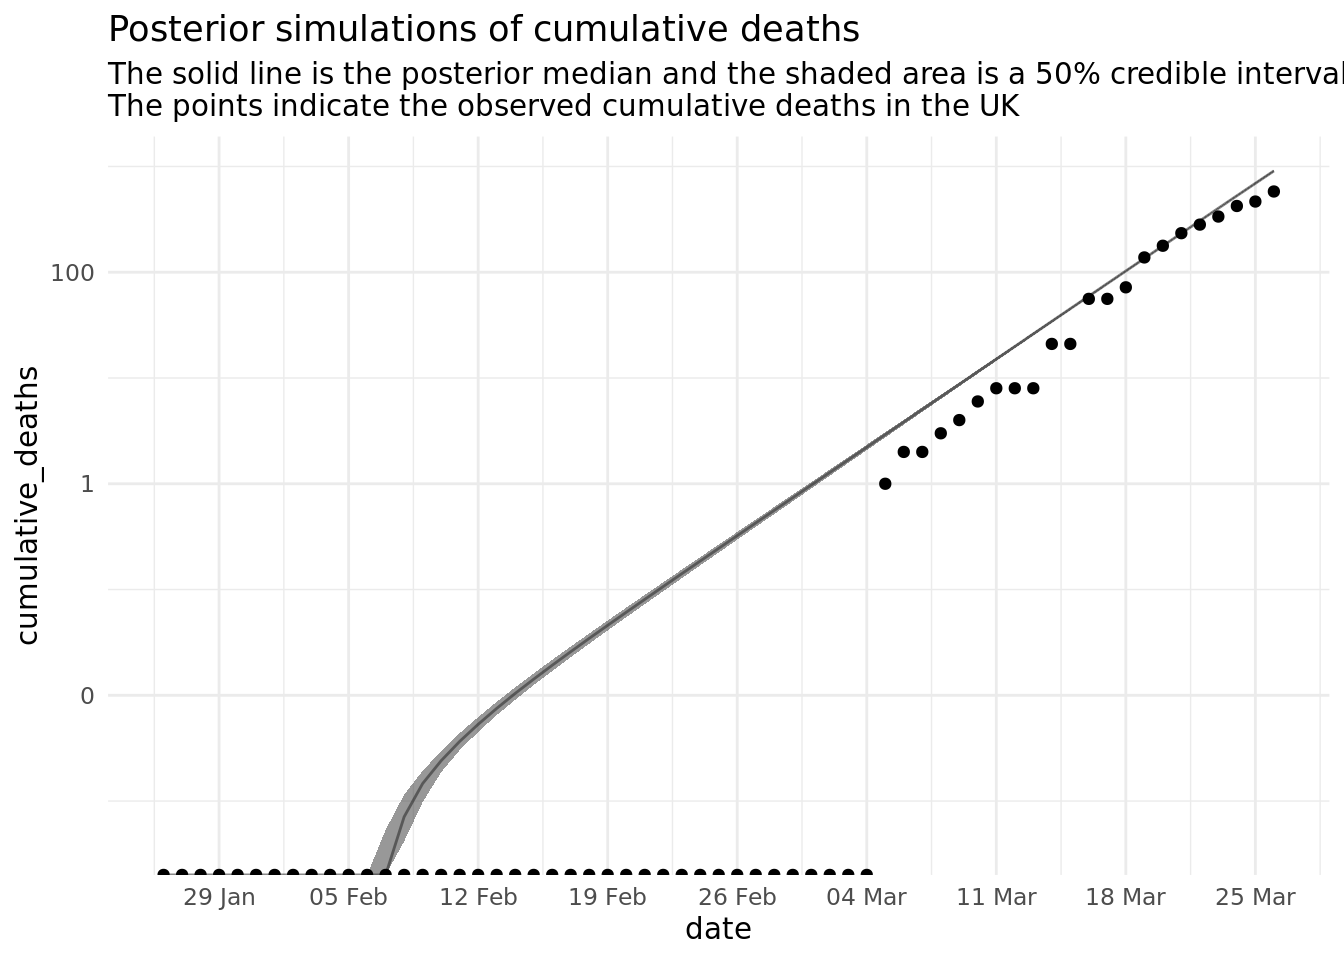 Posterior simulations of cumulative deaths
The solid line is the posterior median and the shaded area is a 50% credible interval
The points indicate the observed cumulative deaths in the UK
cumulative_deaths
100
1
0
29 Jan 05 Feb 12 Feb 19 Feb 26 Feb 04 Mar 11 Mar 18 Mar 25 Mar
date